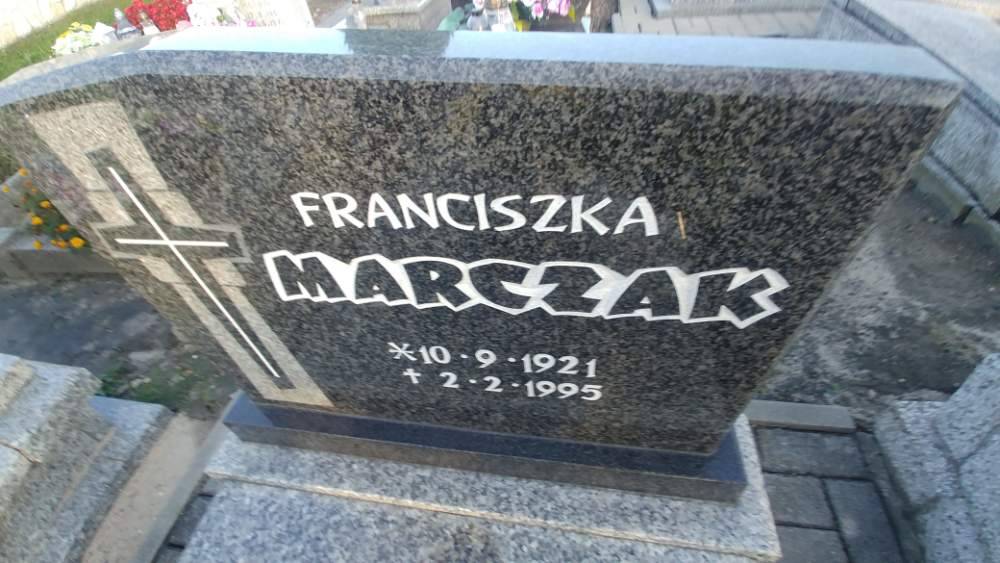 FRANCISZKA
MARCZAK
*10·9·1921
✝ 2·2·1995